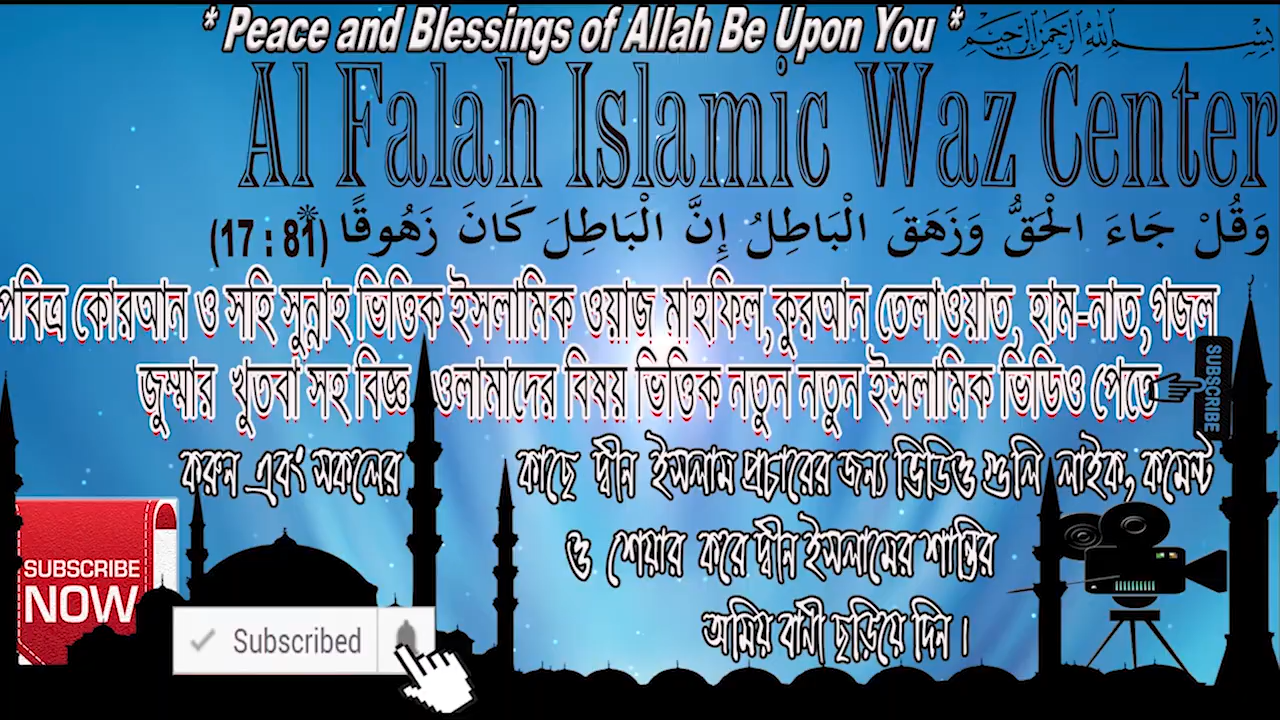 * Peace and Blessings of Allah Be Upon You *
بِسْمِ اللهِ الرَّحْمٰنِ الرَّحِيْمِ
Al Falah Islamic Waz Center
وَقُلْ جَاءَ الْحَقُّ وَزَهَقَ الْبَاطِلُ إِنَّ الْبَاطِلَ كَانَ زَهُوقًا (17 : 81)
পবিত্র কোরআন ও সহি সুন্নাহ ভিত্তিক ইসলামিক ওয়াজ মাহফিল,কুরআন তেলাওয়াত, হাম-নাত,গজল
জুম্মার খুতবা সহ বিজ্ঞ ওলামাদের বিষয় ভিত্তিক নতুন নতুন ইসলামিক ভিডিও পেতে
SUBSCRIBE
করুন এবং সকলের কাছে দ্বীন ইসলাম প্রচারের জন্য ভিডিও গুলি লাইক, কমেন্ট
ও শেয়ার করে দ্বীন ইসলামের শান্তির
অমিয় বানী ছড়িয়ে দিন।
SUBSCRIBE
NOW
Subscribed